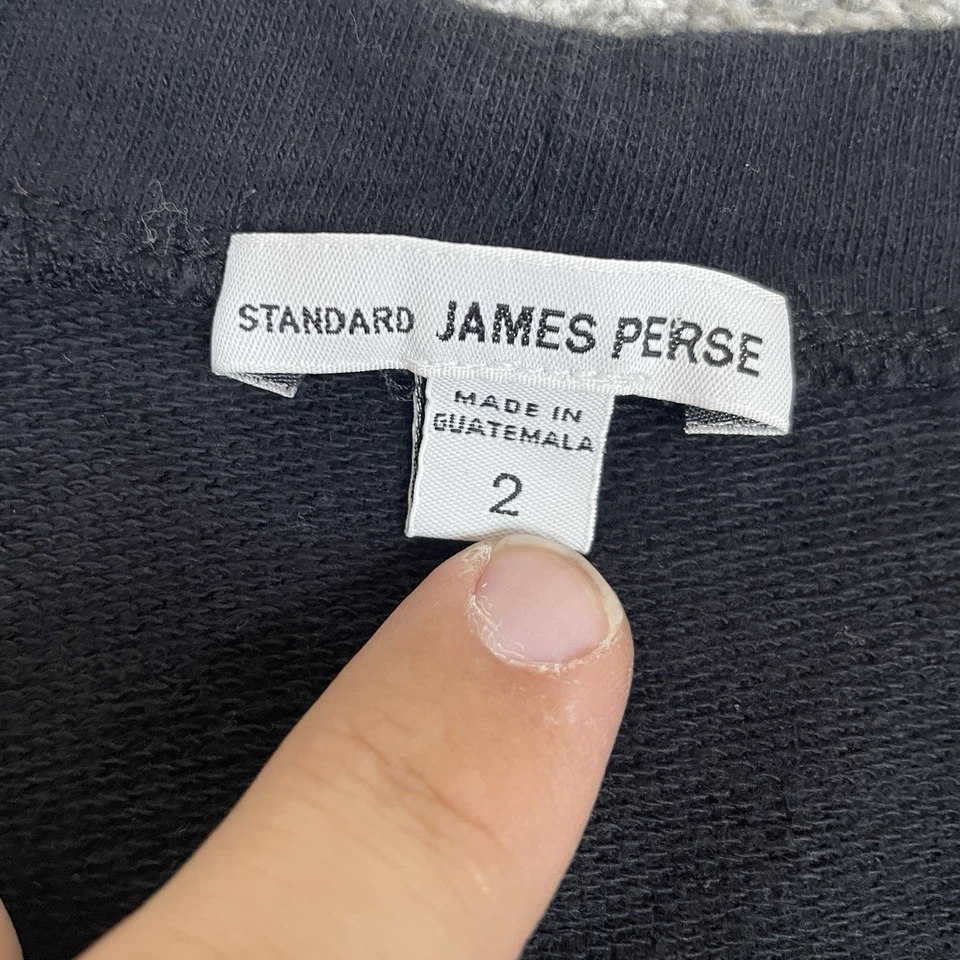 STANDARD JAMES PERSE
MADE IN
GUATEMALA
2